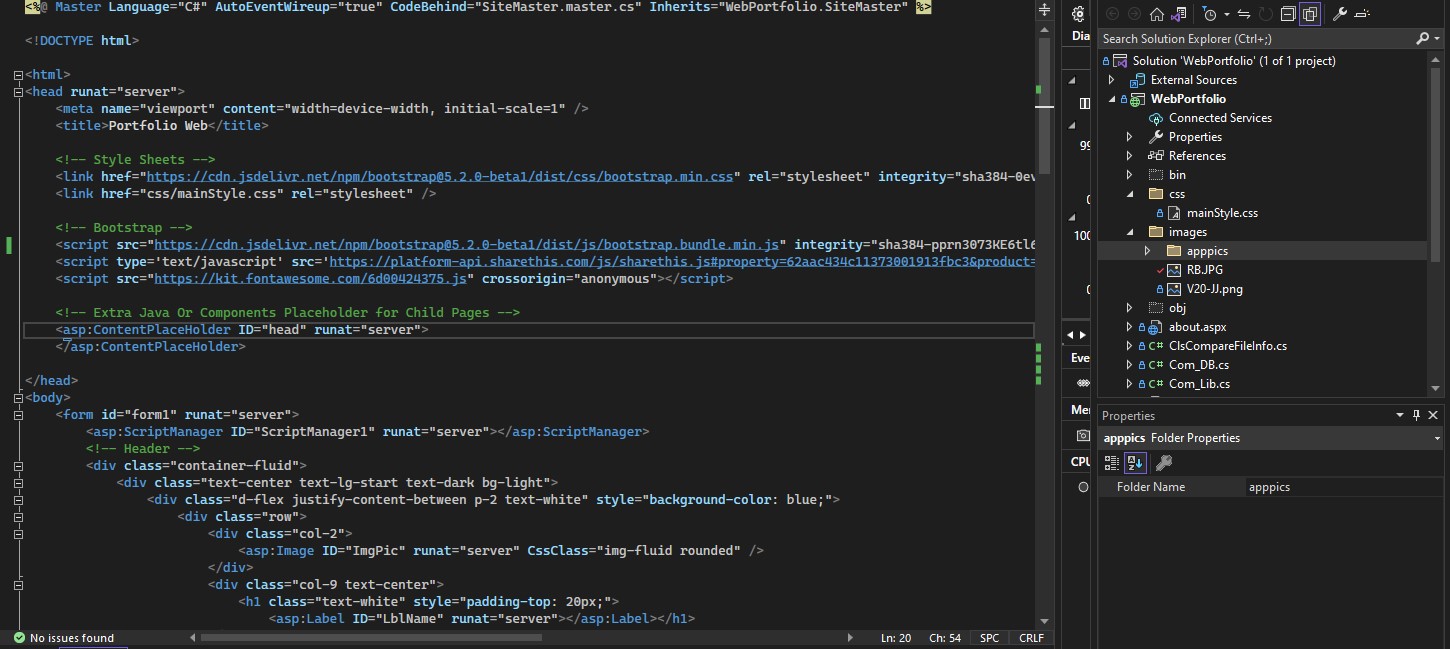 <%@ Master Language="C#" AutoEventWireup="true" CodeBehind="SiteMaster.master.cs" Inherits="WebPortfolio.SiteMaster" %>
<!DOCTYPE html>
<html>
<head runat="server">
<meta name="viewport" content="width=device-width, initial-scale=1" />
<title>Portfolio Web</title>
<!-- Style Sheets -->
<link href="https://cdn.jsdelivr.net/npm/bootstrap@5.2.0-beta1/dist/css/bootstrap.min.css" rel="stylesheet" integrity="sha384-0ev
<link href="css/mainStyle.css" rel="stylesheet" />
<!-- Bootstrap -->
<script src="https://cdn.jsdelivr.net/npm/bootstrap@5.2.0-beta1/dist/js/bootstrap.bundle.min.js" integrity="sha384-pprn3073KE6tl6
<script type='text/javascript' src='https://platform-api.sharethis.com/js/sharethis.js#property=62aac434c11373001913fbc3&product=
<script src="https://kit.fontawesome.com/6d00424375.js" crossorigin="anonymous"></script>
<!-- Extra Java Or Components Placeholder for Child Pages -->
<asp:ContentPlaceHolder ID="head" runat="server">
</asp:ContentPlaceHolder>
</head>
<body>
<form id="form1" runat="server">
<asp:ScriptManager ID="ScriptManager1" runat="server"></asp:ScriptManager>
<!-- Header -->
<div class="container-fluid">
<div class="text-center text-lg-start text-dark bg-light">
<div class="d-flex justify-content-between p-2 text-white" style="background-color: blue;">
<div class="row">
<div class="col-2">
<asp:Image ID="ImgPic" runat="server" CssClass="img-fluid rounded" />
</div>
<div class="col-9 text-center">
<h1 class="text-white" style="padding-top: 20px;">
<asp:Label ID="LblName" runat="server"></asp:Label></h1>
No issues found
Ln: 20 Ch: 54 SPC CRLF
Dia
99
0
100
0
Eve
Me
CPU
Search Solution Explorer (Ctrl+;)
Solution 'WebPortfolio' (1 of 1 project)
External Sources
WebPortfolio
Connected Services
Properties
References
bin
css
mainStyle.css
images
apppics
RB.JPG
V20-JJ.png
obj
about.aspx
ClsCompareFileInfo.cs
Com_DB.cs
Com_Lib.cs
Properties
apppics Folder Properties
Folder Name apppics